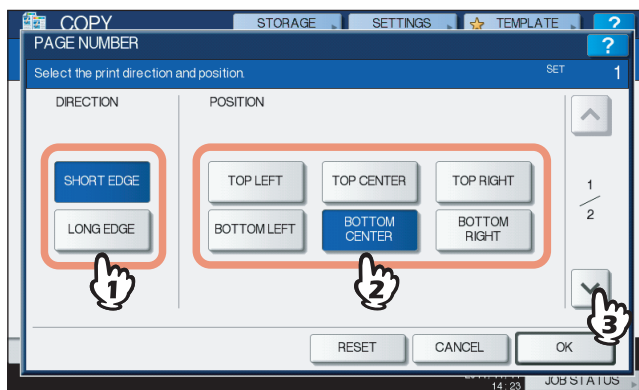 COPY
STORAGE SETTINGS TEMPLATE ?
PAGE NUMBER ?
Select the print direction and position. SET 1
DIRECTION POSITION
SHORT EDGE TOP LEFT TOP CENTER TOP RIGHT
1
2
LONG EDGE BOTTOM LEFT BOTTOM CENTER BOTTOM RIGHT
1 2 3
RESET CANCEL OK
14:23 JOB STATUS